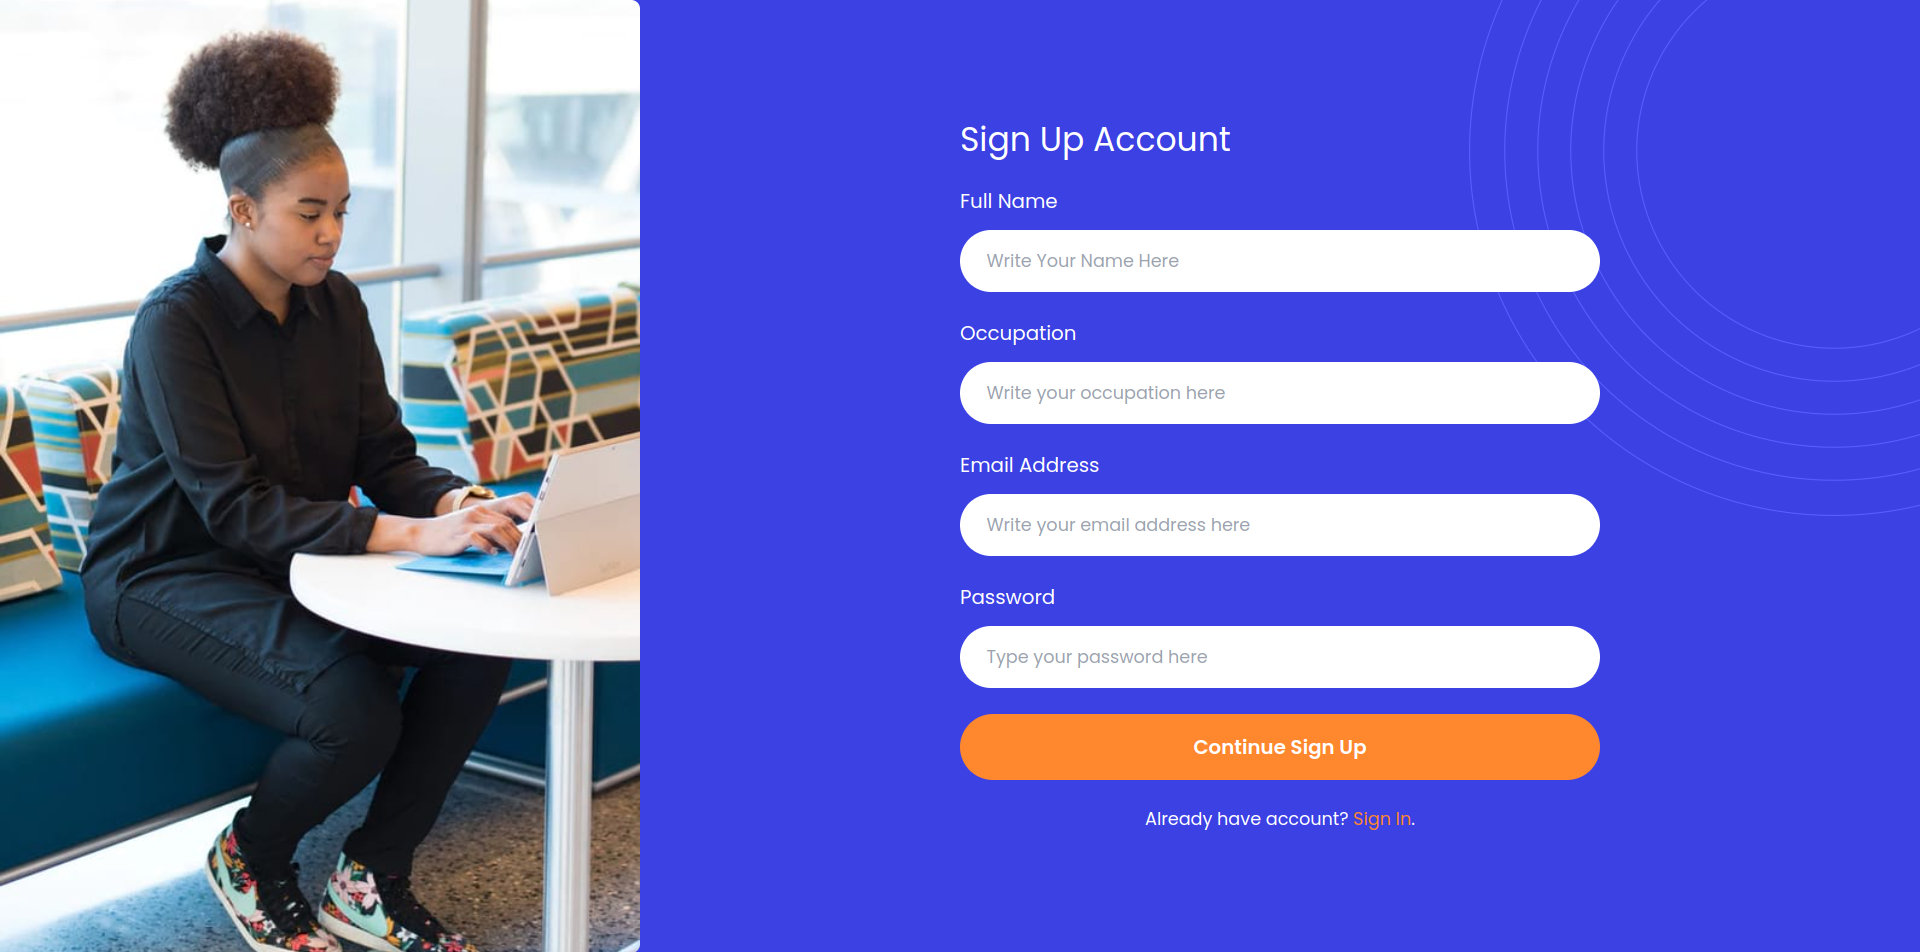 Sign Up Account
Full Name
Write Your Name Here
Occupation
Write your occupation here
Email Address
Write your email address here
Password
Type your password here
Continue Sign Up
Already have account? Sign In.